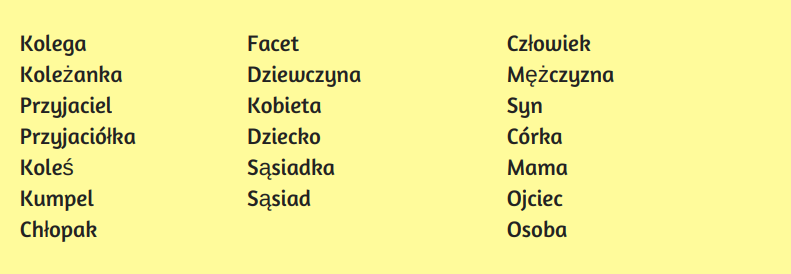 Kolega
Koleżanka
Przyjaciel
Przyjaciółka
Koleś
Kumpel
Chłopak
Facet
Dziewczyna
Kobieta
Dziecko
Sąsiadka
Sąsiad
Człowiek
Mężczyzna
Syn
Córka
Mama
Ojciec
Osoba